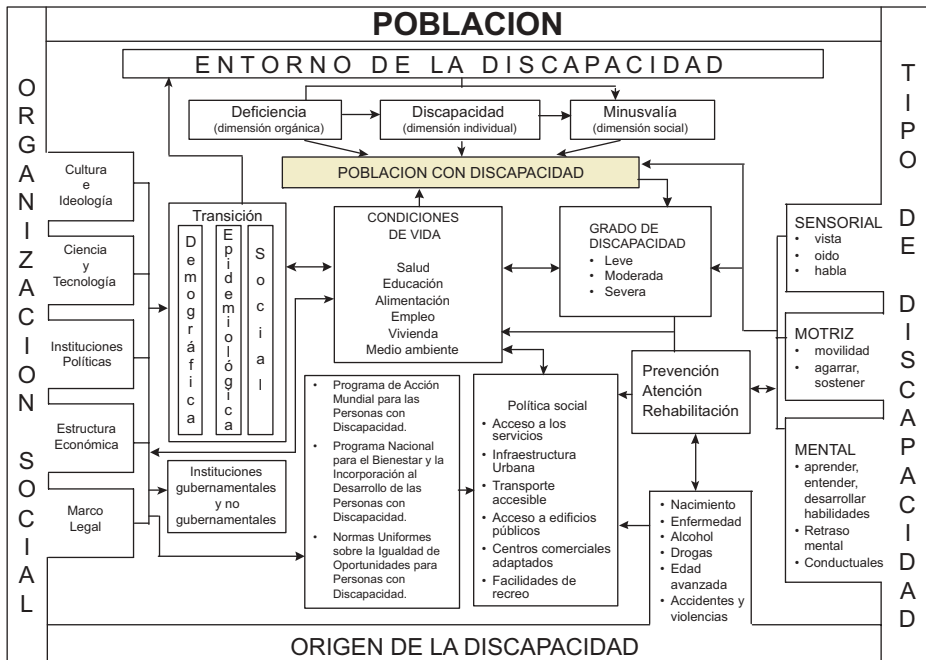 POBLACION
ENTORNO DE LA DISCAPACIDAD
Deficiencia
(dimensión orgánica)
Discapacidad
(dimensión individual)
Minusvalía
(dimensión social)
POBLACION CON DISCAPACIDAD
ORGANIZACION SOCIAL
Cultura
e
Ideología
Ciencia
y
Tecnología
Instituciones
Políticas
Estructura
Económica
Marco
Legal
Transición
Demográfica
Epidemiológica
Social
Instituciones
gubernamentales
y no
gubernamentales
CONDICIONES
DE VIDA
Salud
Educación
Alimentación
Empleo
Vivienda
Medio ambiente
GRADO DE
DISCAPACIDAD
• Leve
• Moderada
• Severa
• Programa de Acción
Mundial para las
Personas con
Discapacidad.
• Programa Nacional
para el Bienestar y la
Incorporación al
Desarrollo de las
Personas con
Discapacidad.
• Normas Uniformes
sobre la Igualdad de
Oportunidades para
Personas con
Discapacidad.
Política social
• Acceso a los
servicios
• Infraestructura
Urbana
• Transporte
accesible
• Acceso a edificios
públicos
• Centros comerciales
adaptados
• Facilidades de
recreo
Prevención
Atención
Rehabilitación
• Nacimiento
• Enfermedad
• Alcohol
• Drogas
• Edad
avanzada
• Accidentes y
violencias
SENSORIAL
• vista
• oido
• habla
MOTRIZ
• movilidad
• agarrar,
sostener
MENTAL
• aprender,
entender,
desarrollar
habilidades
• Retraso
mental
• Conductuales
TIPO DE DISCAPACIDAD
ORIGEN DE LA DISCAPACIDAD